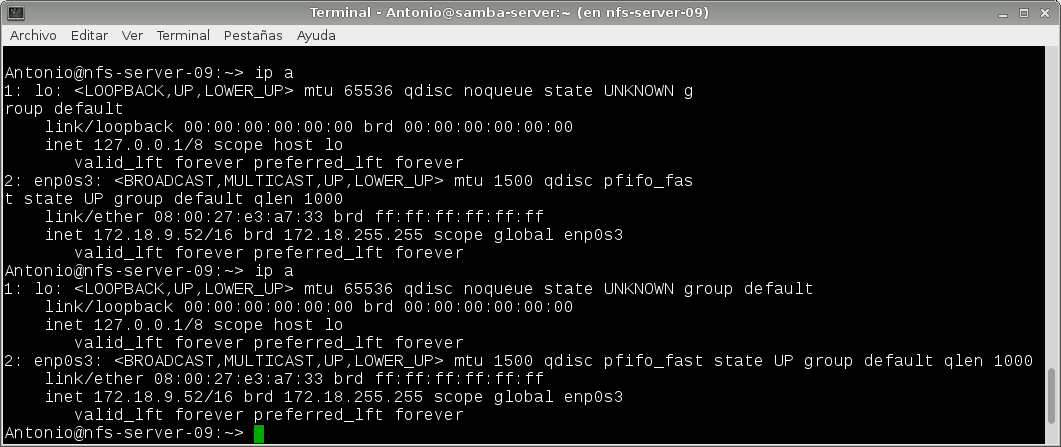 Terminal - Antonio@samba-server:~ (en nfs-server-09)
Archivo Editar Ver Terminal Pestañas Ayuda
Antonio@nfs-server-09:~> ip a
1: lo: <LOOPBACK,UP,LOWER_UP> mtu 65536 qdisc noqueue state UNKNOWN g
roup default
    link/loopback 00:00:00:00:00:00 brd 00:00:00:00:00:00
    inet 127.0.0.1/8 scope host lo
       valid_lft forever preferred_lft forever
2: enp0s3: <BROADCAST,MULTICAST,UP,LOWER_UP> mtu 1500 qdisc pfifo_fas
t state UP group default qlen 1000
    link/ether 08:00:27:e3:a7:33 brd ff:ff:ff:ff:ff:ff
    inet 172.18.9.52/16 brd 172.18.255.255 scope global enp0s3
       valid_lft forever preferred_lft forever
Antonio@nfs-server-09:~> ip a
1: lo: <LOOPBACK,UP,LOWER_UP> mtu 65536 qdisc noqueue state UNKNOWN group default
    link/loopback 00:00:00:00:00:00 brd 00:00:00:00:00:00
    inet 127.0.0.1/8 scope host lo
       valid_lft forever preferred_lft forever
2: enp0s3: <BROADCAST,MULTICAST,UP,LOWER_UP> mtu 1500 qdisc pfifo_fast state UP group default qlen 1000
    link/ether 08:00:27:e3:a7:33 brd ff:ff:ff:ff:ff:ff
    inet 172.18.9.52/16 brd 172.18.255.255 scope global enp0s3
       valid_lft forever preferred_lft forever
Antonio@nfs-server-09:~>